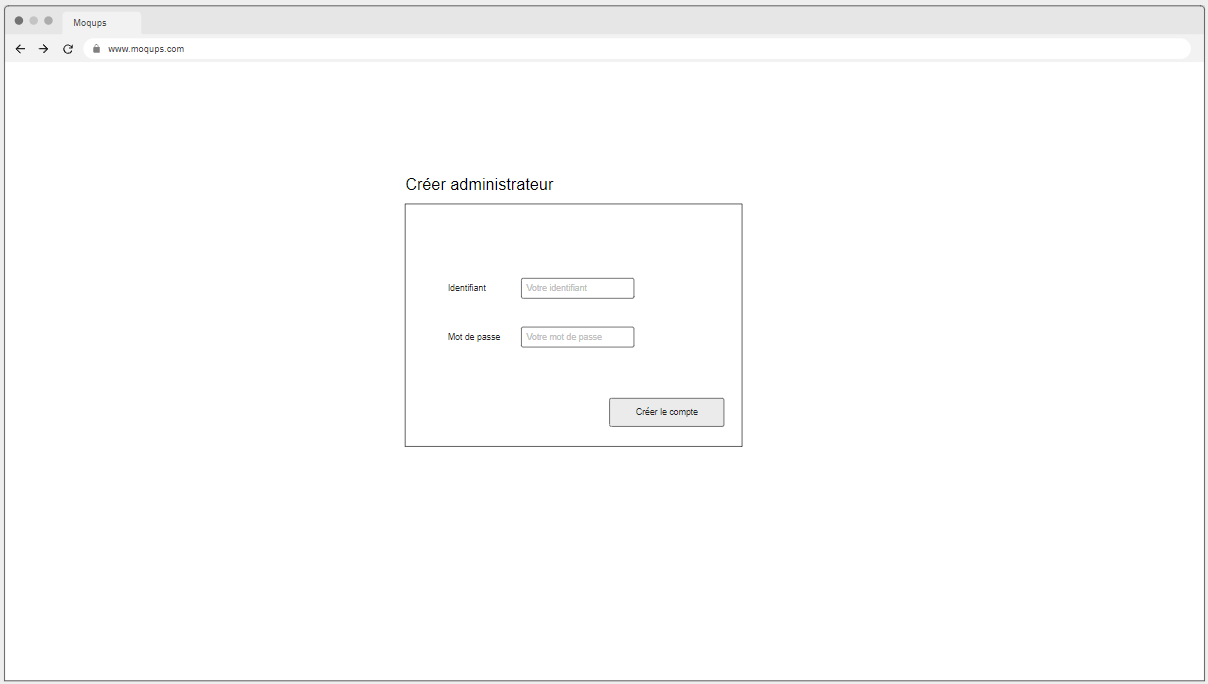 Moqups
www.moqups.com
Créer administrateur
Identifiant
Votre identifiant
Mot de passe
Votre mot de passe
Créer le compte